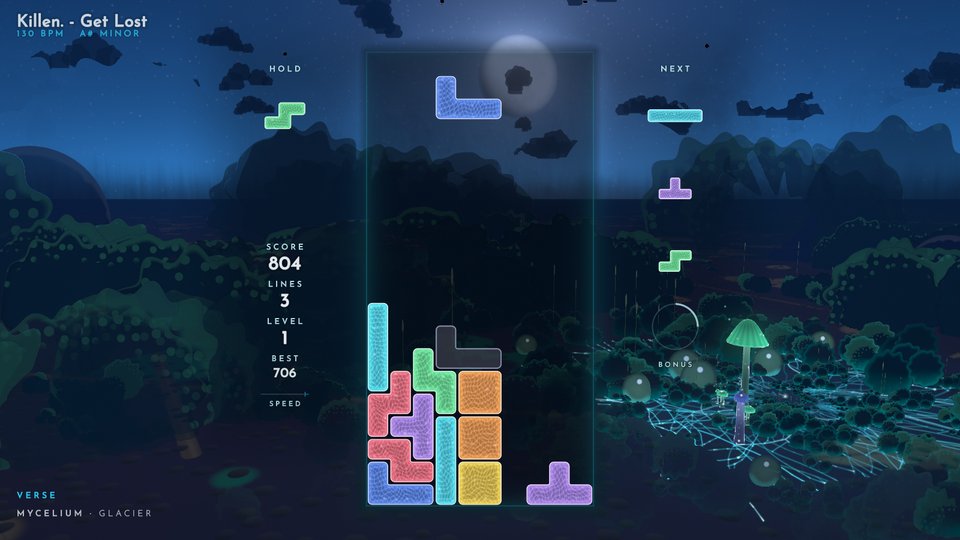 Killen. - Get Lost
130 BPM A# MINOR
HOLD
NEXT
SCORE
804
LINES
3
LEVEL
1
BEST
706
SPEED
BONUS
VERSE
MYCELIUM · GLACIER